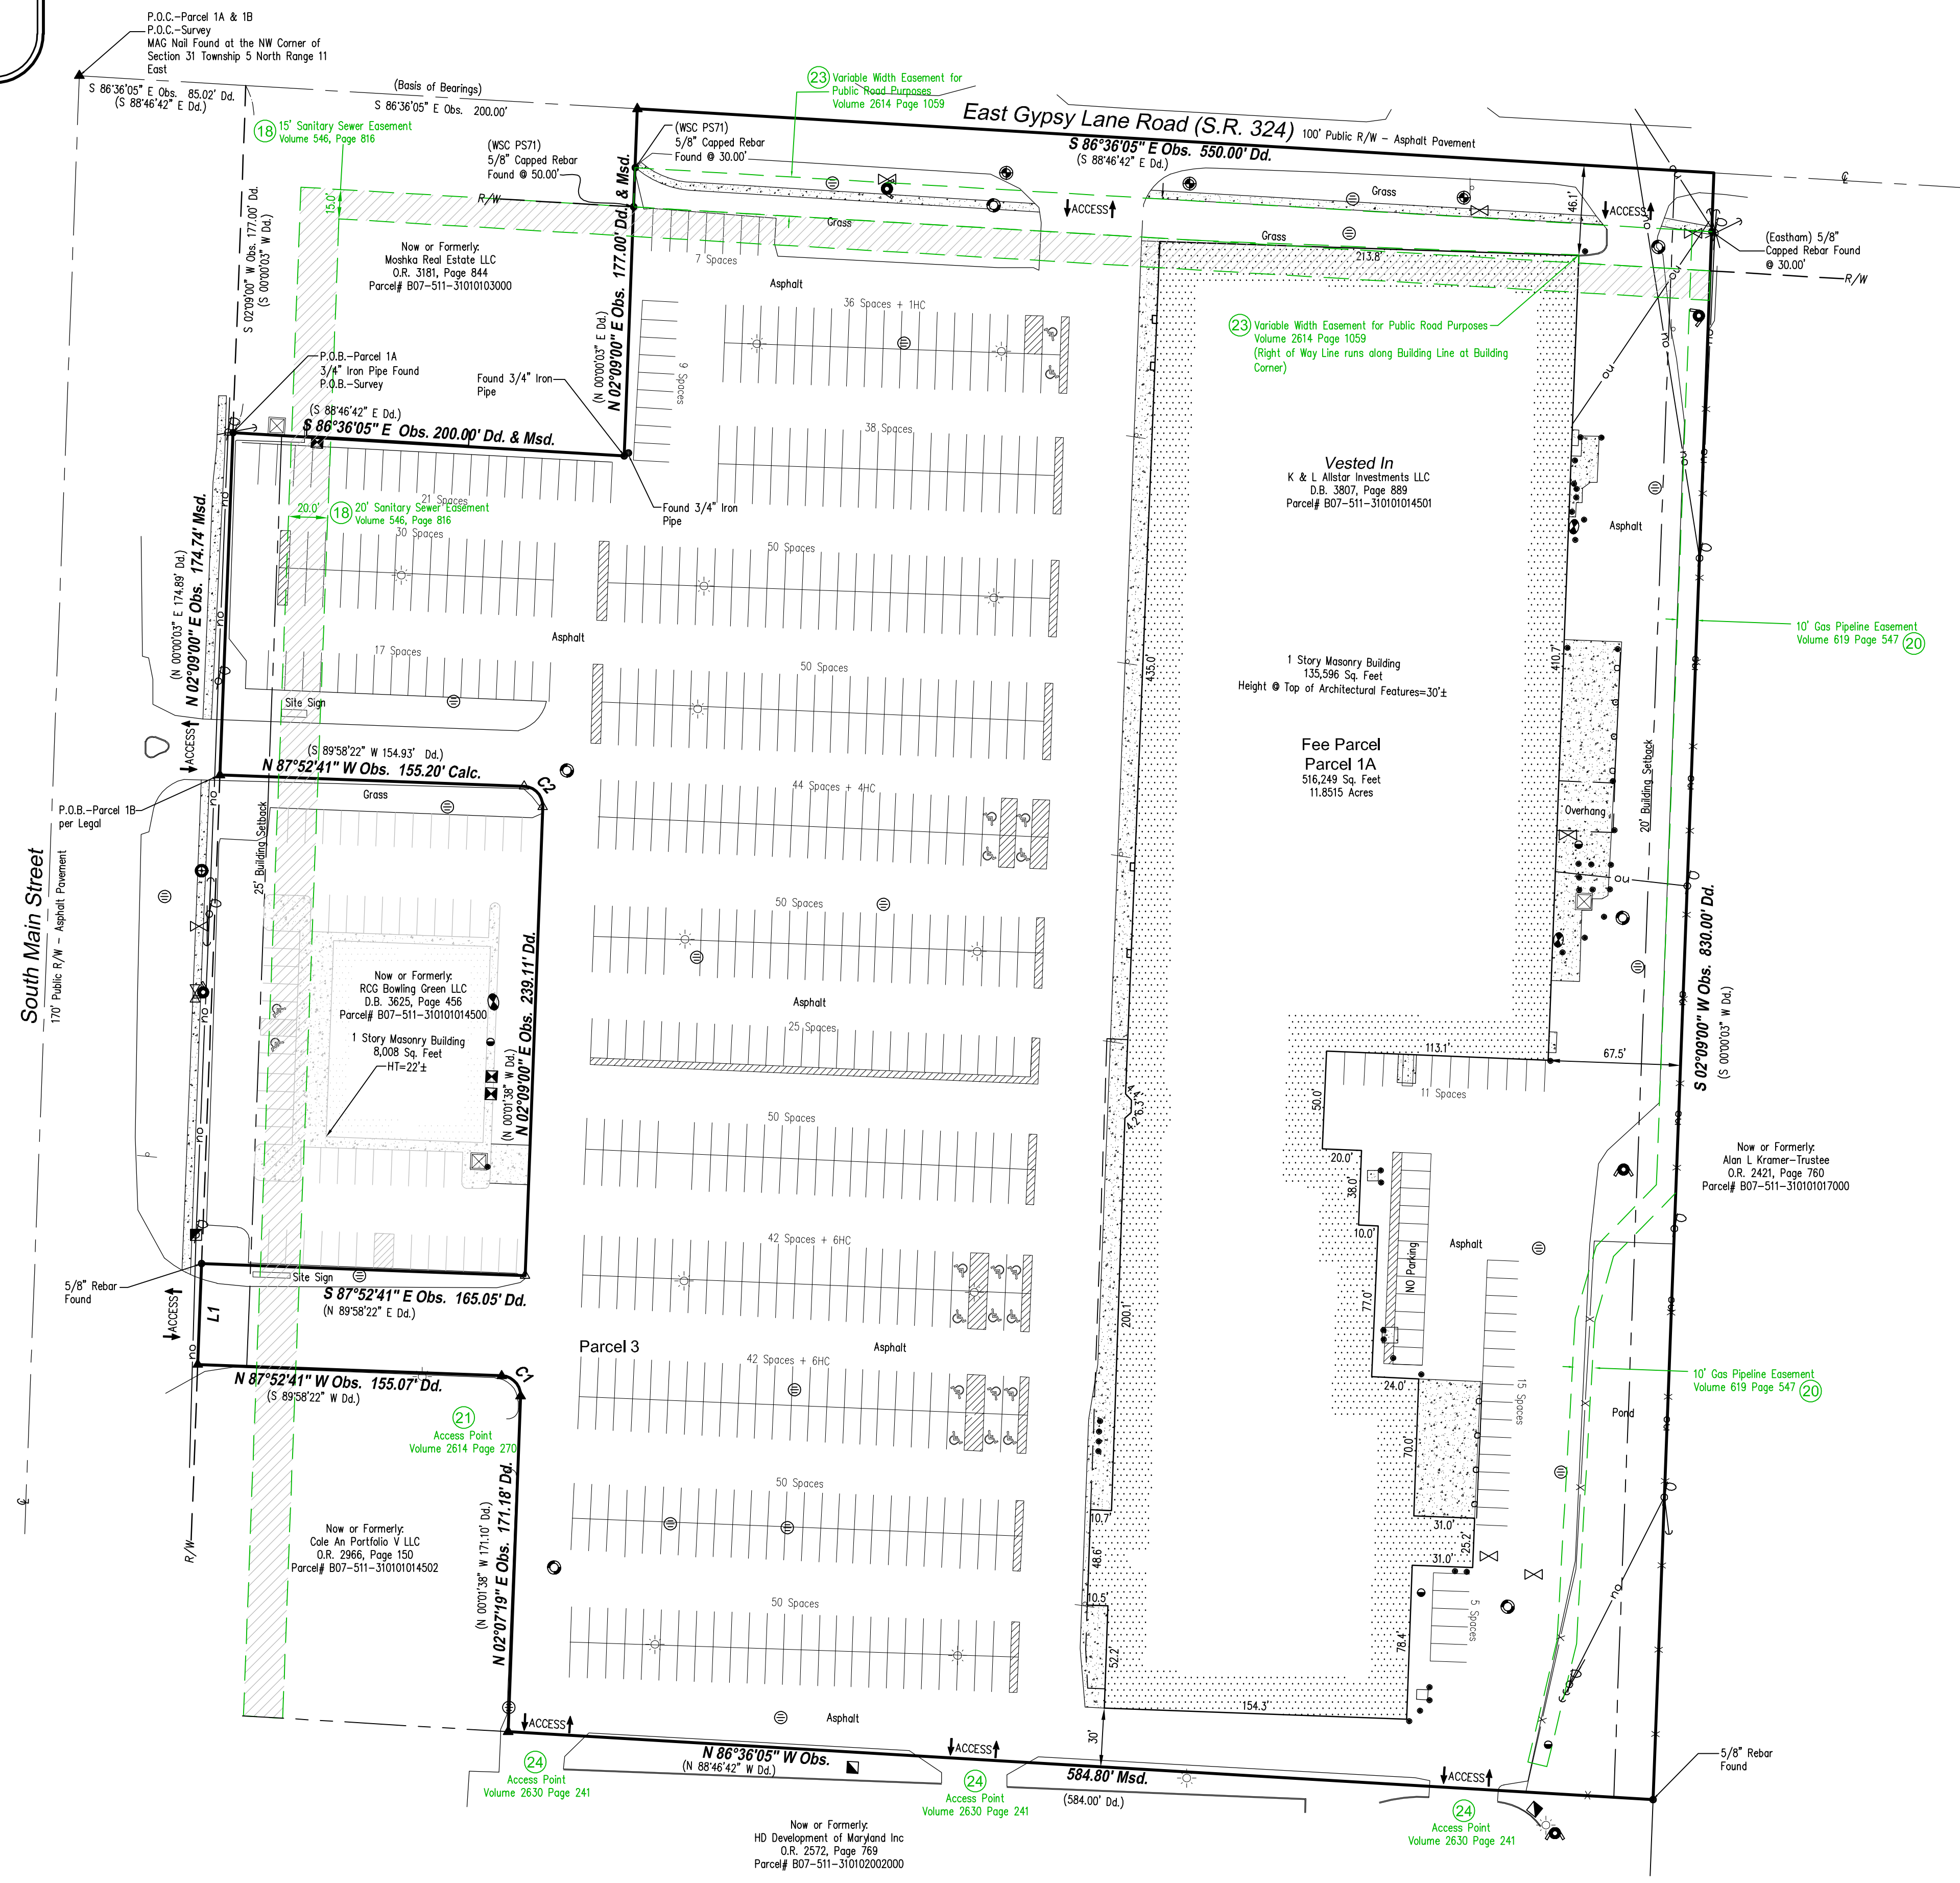 P.O.C.-Parcel 1A & 1B
P.O.C.-Survey
MAG Nail Found at the NW Corner of
Section 31 Township 5 North Range 11
East
S 86°36'05" E Obs. 85.02' Dd.
(S 88°46'42" E Dd.)
(Basis of Bearings)
S 86°36'05" E Obs. 200.00'
23 Variable Width Easement for
Public Road Purposes
Volume 2614 Page 1059
East Gypsy Lane Road (S.R. 324) 100' Public R/W - Asphalt Pavement
S 86°36'05" E Obs. 550.00' Dd.
(S 88°46'42" E Dd.)
18 15' Sanitary Sewer Easement
Volume 546, Page 816
(WSC PS71)
5/8" Capped Rebar
Found @ 50.00'
(WSC PS71)
5/8" Capped Rebar
Found @ 30.00'
S 02°09'00" W Obs. 177.00' Dd.
(S 00°00'03" W Dd.)
15.0'
R/W
N 02°09'00" E Obs. 177.00' Dd. & Msd.
(N 00°00'03" E Dd.)
Grass
Grass
Grass
ACCESS
ACCESS
46.1'
213.8'
(Eastham) 5/8"
Capped Rebar Found
@ 30.00'
R/W
Now or Formerly:
Moshka Real Estate LLC
O.R. 3181, Page 844
Parcel# B07-511-31010103000
7 Spaces
Asphalt
36 Spaces + 1HC
9 Spaces
23 Variable Width Easement for Public Road Purposes
Volume 2614 Page 1059
(Right of Way Line runs along Building Line at Building
Corner)
P.O.B.-Parcel 1A
3/4" Iron Pipe Found
P.O.B.-Survey
Found 3/4" Iron
Pipe
(S 88°46'42" E Dd.)
S 86°36'05" E Obs. 200.00' Dd. & Msd.
38 Spaces
Vested In
K & L Allstar Investments LLC
D.B. 3807, Page 889
Parcel# B07-511-310101014501
21 Spaces
20.0'
18 20' Sanitary Sewer Easement
Volume 546, Page 816
30 Spaces
Found 3/4" Iron
Pipe
50 Spaces
Asphalt
N 02°09'00" E Obs. 174.74' Msd.
(N 00°00'03" E 174.89' Dd.)
Asphalt
17 Spaces
50 Spaces
435.0'
1 Story Masonry Building
135,596 Sq. Feet
Height @ Top of Architectural Features=30'±
410.7'
10' Gas Pipeline Easement
Volume 619 Page 547 20
Site Sign
ACCESS
(S 89°58'22" W 154.93' Dd.)
N 87°52'41" W Obs. 155.20' Calc.
C2
Fee Parcel
Parcel 1A
516,249 Sq. Feet
11.8515 Acres
20' Building Setback
Overhang
P.O.B.-Parcel 1B
per Legal
Grass
44 Spaces + 4HC
25' Building Setback
South Main Street
170' Public R/W - Asphalt Pavement
50 Spaces
S 02°09'00" W Obs. 830.00' Dd.
(S 00°00'03" W Dd.)
Now or Formerly:
RCG Bowling Green LLC
D.B. 3625, Page 456
Parcel# B07-511-310101014500
1 Story Masonry Building
8,008 Sq. Feet
HT=22'±
N 02°09'00" E Obs. 239.11' Dd.
(N 00°01'38" W Dd.)
Asphalt
25 Spaces
113.1'
67.5'
11 Spaces
50.0'
4.2'
6.3'
50 Spaces
20.0'
38.0'
10.0'
NO Parking
Asphalt
Now or Formerly:
Alan L Kramer-Trustee
O.R. 2421, Page 760
Parcel# B07-511-310101017000
42 Spaces + 6HC
5/8" Rebar
Found
Site Sign
S 87°52'41" E Obs. 165.05' Dd.
(N 89°58'22" E Dd.)
ACCESS
L1
200.1'
77.0'
Parcel 3
Asphalt
42 Spaces + 6HC
N 87°52'41" W Obs. 155.07' Dd.
(S 89°58'22" W Dd.)
C1
24.0'
15 Spaces
10' Gas Pipeline Easement
Volume 619 Page 547 20
Pond
21
Access Point
Volume 2614 Page 270
70.0'
50 Spaces
Now or Formerly:
Cole An Portfolio V LLC
O.R. 2966, Page 150
Parcel# B07-511-310101014502
R/W
N 02°07'19" E Obs. 171.18' Dd.
(N 00°01'38" W 171.10' Dd.)
10.7'
48.6'
10.5'
31.0'
25.2'
31.0'
50 Spaces
5 Spaces
52.2'
78.4'
154.3'
30'
Asphalt
ACCESS
ACCESS
ACCESS
N 86°36'05" W Obs.
(N 88°46'42" W Dd.)
584.80' Msd.
(584.00' Dd.)
24
Access Point
Volume 2630 Page 241
24
Access Point
Volume 2630 Page 241
24
Access Point
Volume 2630 Page 241
5/8" Rebar
Found
Now or Formerly:
HD Development of Maryland Inc
O.R. 2572, Page 769
Parcel# B07-511-310102002000